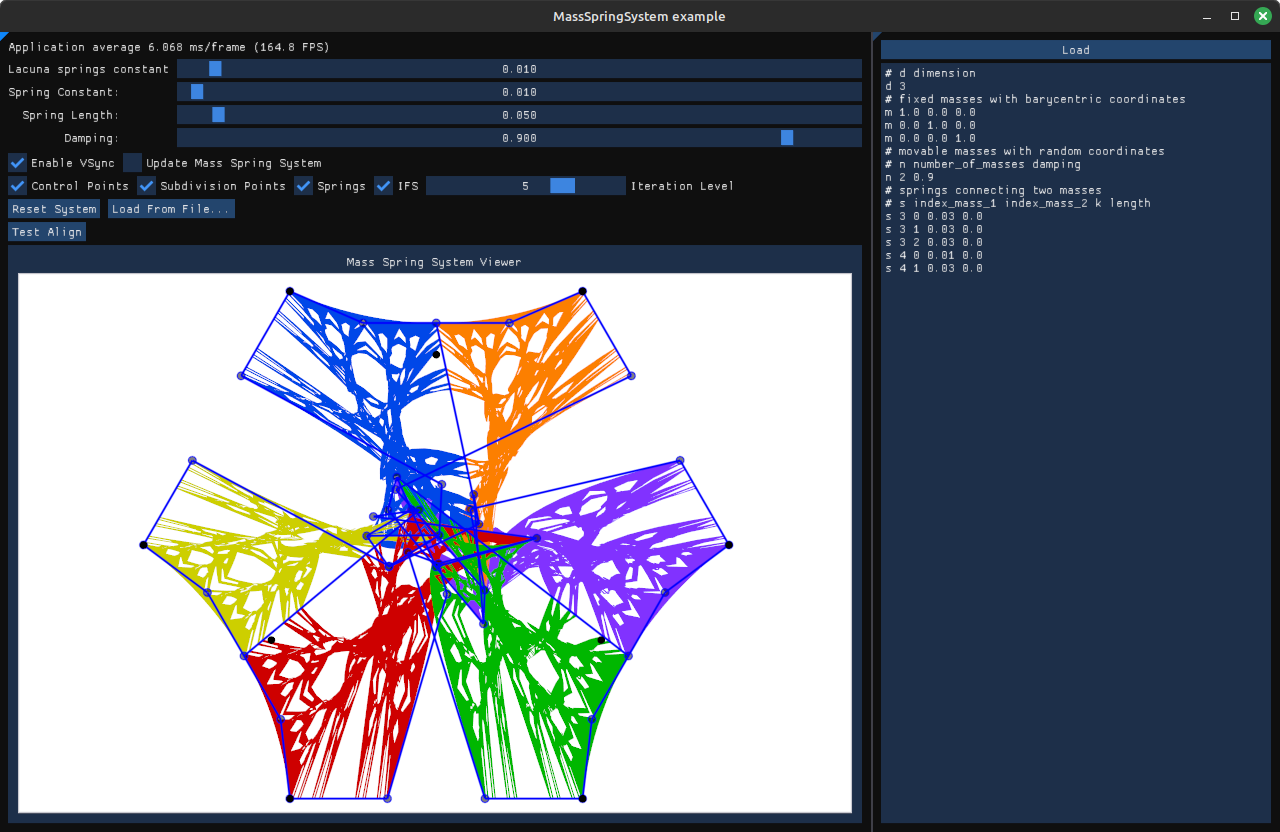 MassSpringSystem example
Application average 6.068 ms/frame (164.8 FPS)
Lacuna springs constant 0.010
Spring Constant: 0.010
Spring Length: 0.050
Damping: 0.900
Enable VSync Update Mass Spring System
Control Points Subdivision Points Springs IFS 5 Iteration Level
Reset System Load From File...
Test Align
Mass Spring System Viewer
Load
# d dimension
d 3
# fixed masses with barycentric coordinates
m 1.0 0.0 0.0
m 0.0 1.0 0.0
m 0.0 0.0 1.0
# movable masses with random coordinates
# n number_of_masses damping
n 2 0.9
# springs connecting two masses
# s index_mass_1 index_mass_2 k length
s 3 0 0.03 0.0
s 3 1 0.03 0.0
s 3 2 0.03 0.0
s 4 0 0.01 0.0
s 4 1 0.03 0.0